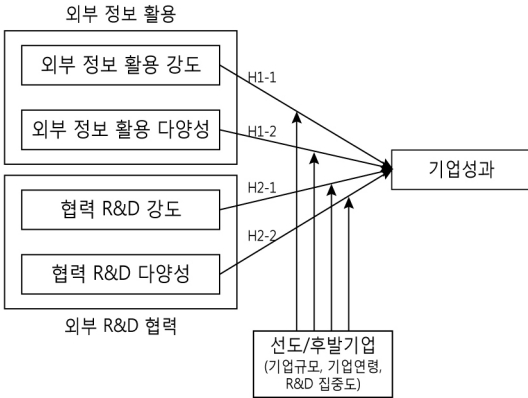 외부 정보 활용
외부 정보 활용 강도
H1-1
외부 정보 활용 다양성
H1-2
기업성과
협력 R&D 강도
H2-1
협력 R&D 다양성
H2-2
외부 R&D 협력
선도/후발기업
(기업규모, 기업연령,
R&D 집중도)